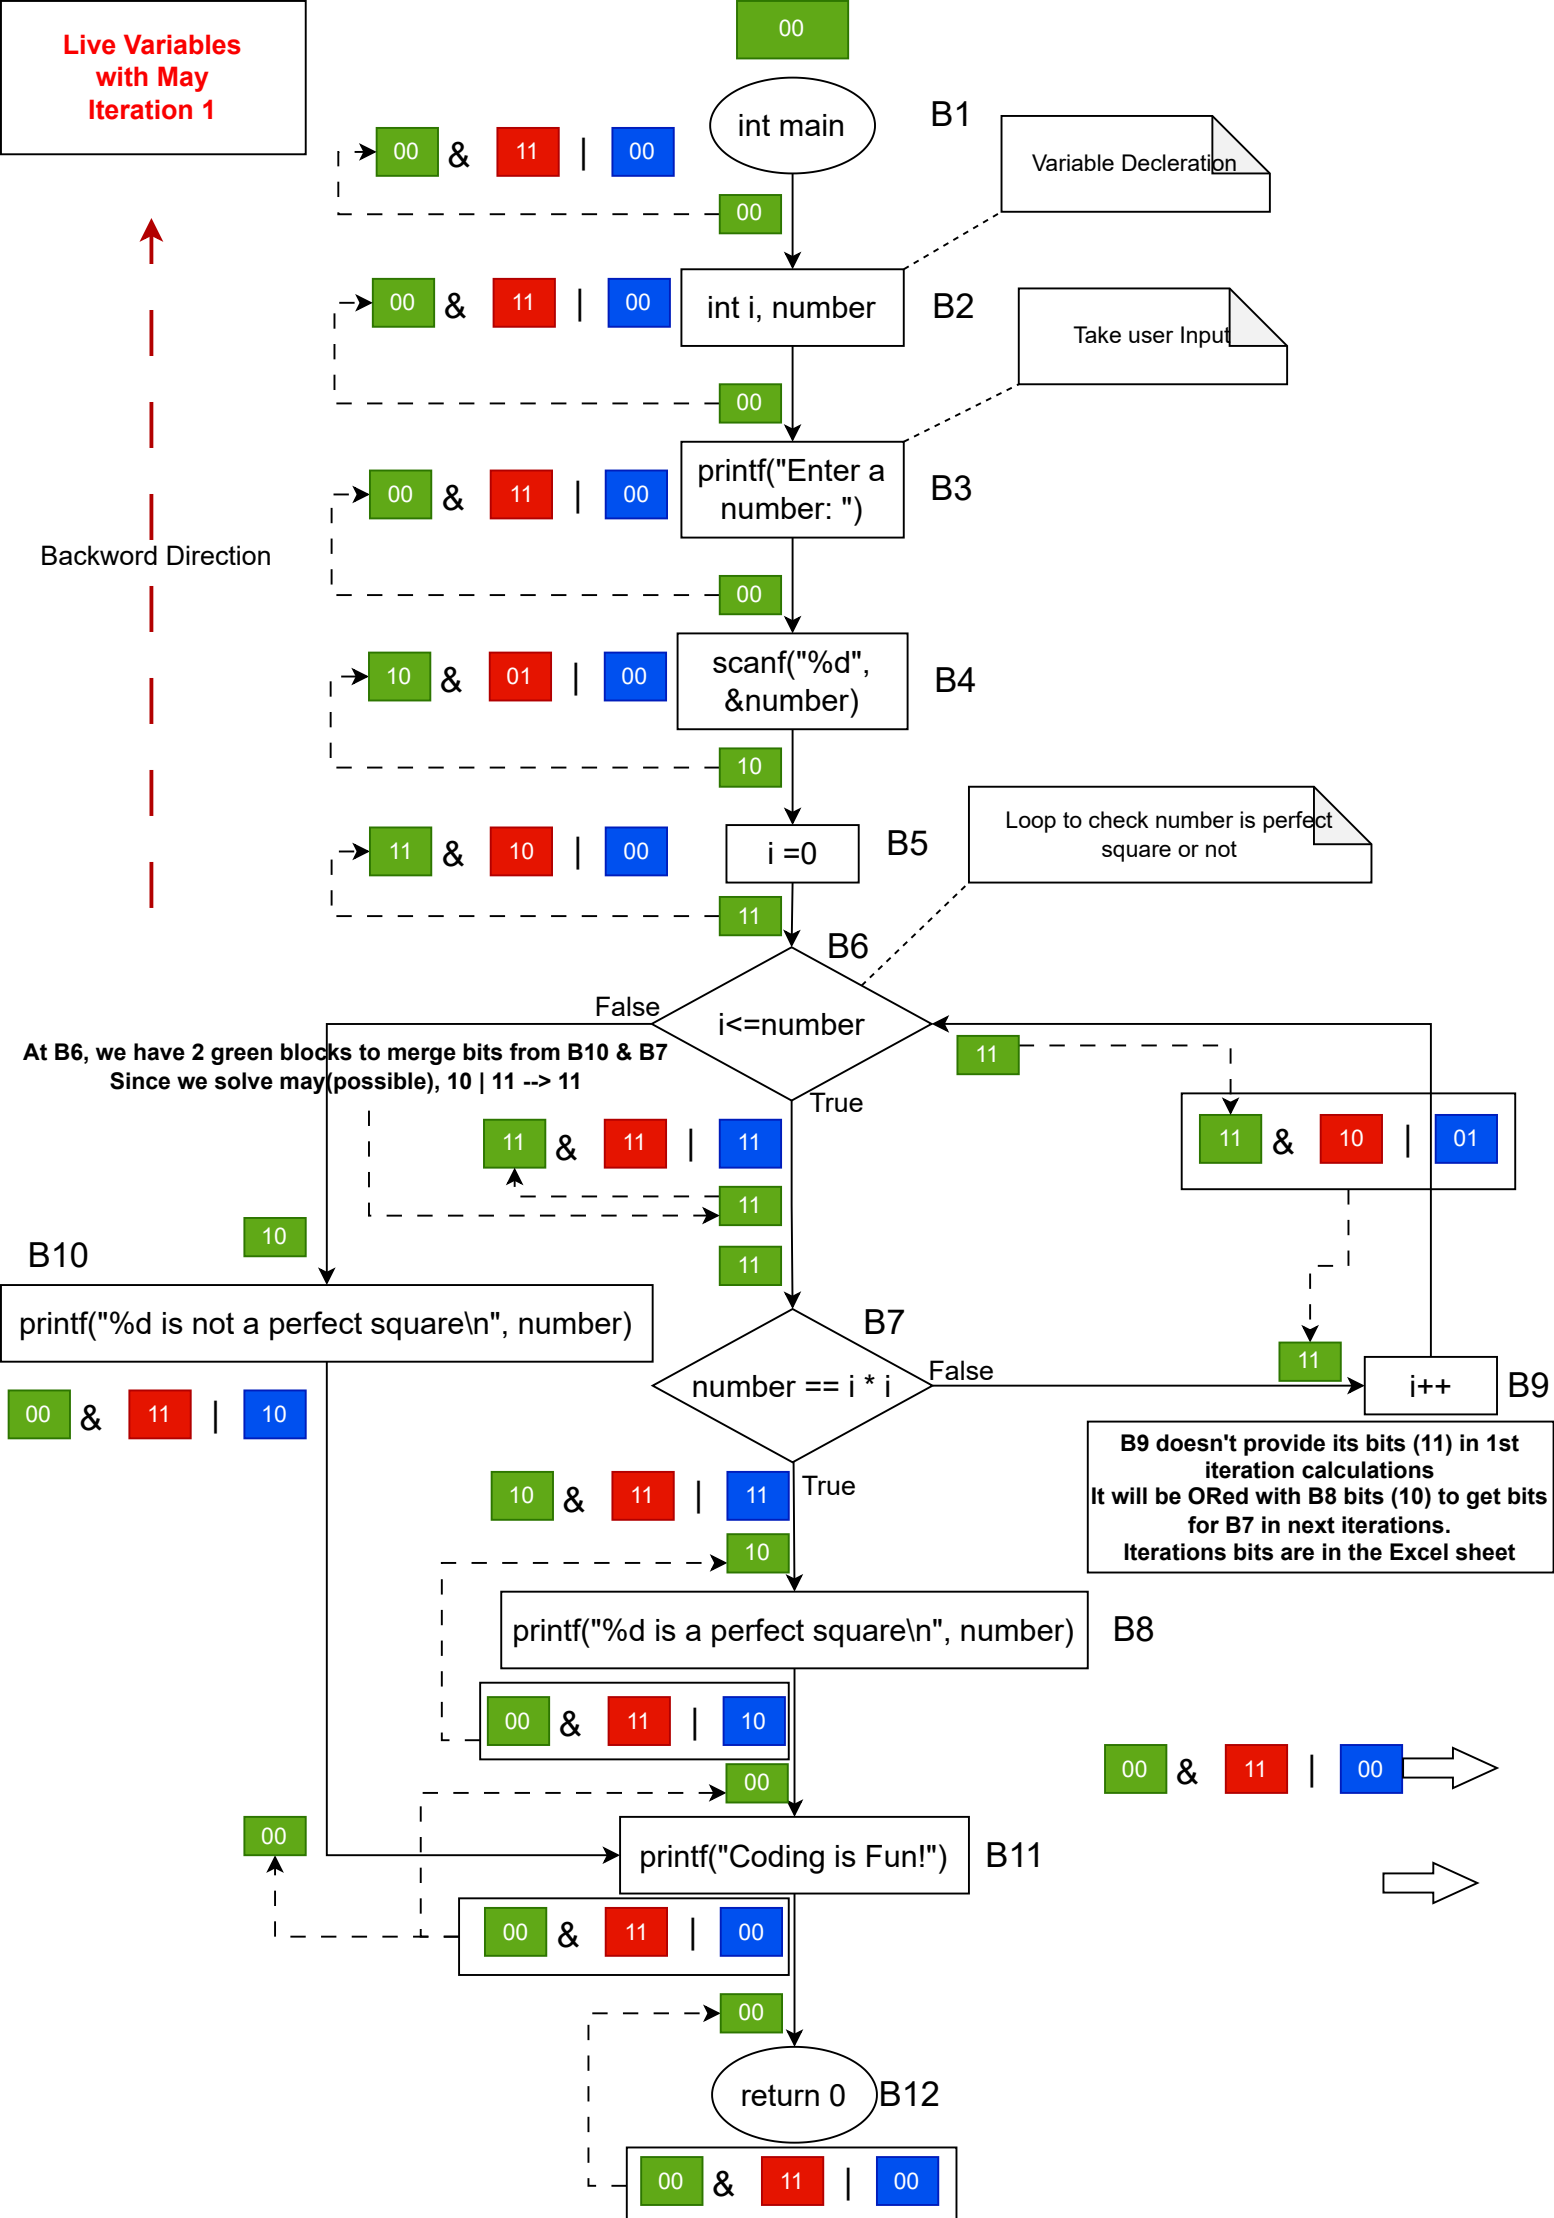 00
Live Variables
with May
Iteration 1
int main
B1
Variable Decleration
00 & 11 | 00
00
00 & 11 | 00
int i, number
B2
Take user Input
00
00 & 11 | 00
printf("Enter a
number: ")
B3
Backword Direction
00
10 & 01 | 00
scanf("%d",
&number)
B4
10
Loop to check number is perfect
square or not
11 & 10 | 00
i =0
B5
11
B6
False
i<=number
At B6, we have 2 green blocks to merge bits from B10 & B7
Since we solve may(possible), 10 | 11 --> 11
11
True
11 & 11 | 11
11 & 10 | 01
11
10
B10
11
printf("%d is not a perfect square\n", number)
B7
number == i * i
False
11
i++
B9
00 & 11 | 10
B9 doesn't provide its bits (11) in 1st
iteration calculations
It will be ORed with B8 bits (10) to get bits
for B7 in next iterations.
Iterations bits are in the Excel sheet
10 & 11 | 11
True
10
printf("%d is a perfect square\n", number)
B8
00 & 11 | 10
00 & 11 | 00
00
00
printf("Coding is Fun!")
B11
00 & 11 | 00
00
return 0
B12
00 & 11 | 00